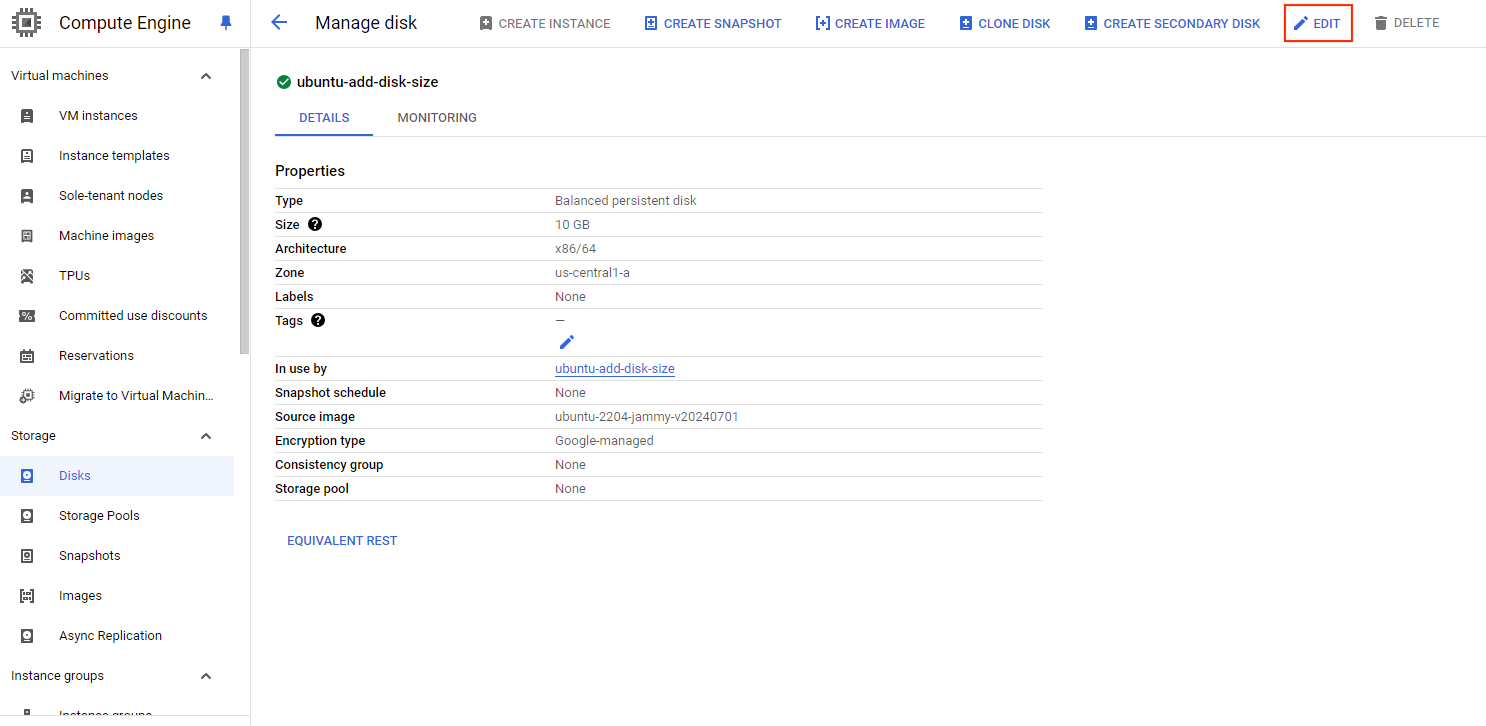 Compute Engine
Manage disk
CREATE INSTANCE
CREATE SNAPSHOT
CREATE IMAGE
CLONE DISK
CREATE SECONDARY DISK
EDIT
DELETE
Virtual machines
VM instances
Instance templates
Sole-tenant nodes
Machine images
TPUs
Committed use discounts
Reservations
Migrate to Virtual Machin...
Storage
Disks
Storage Pools
Snapshots
Images
Async Replication
Instance groups
Instance groups
ubuntu-add-disk-size
DETAILS MONITORING
Properties
Type Balanced persistent disk
Size ? 10 GB
Architecture x86/64
Zone us-central1-a
Labels None
Tags ? —
In use by ubuntu-add-disk-size
Snapshot schedule None
Source image ubuntu-2204-jammy-v20240701
Encryption type Google-managed
Consistency group None
Storage pool None
EQUIVALENT REST